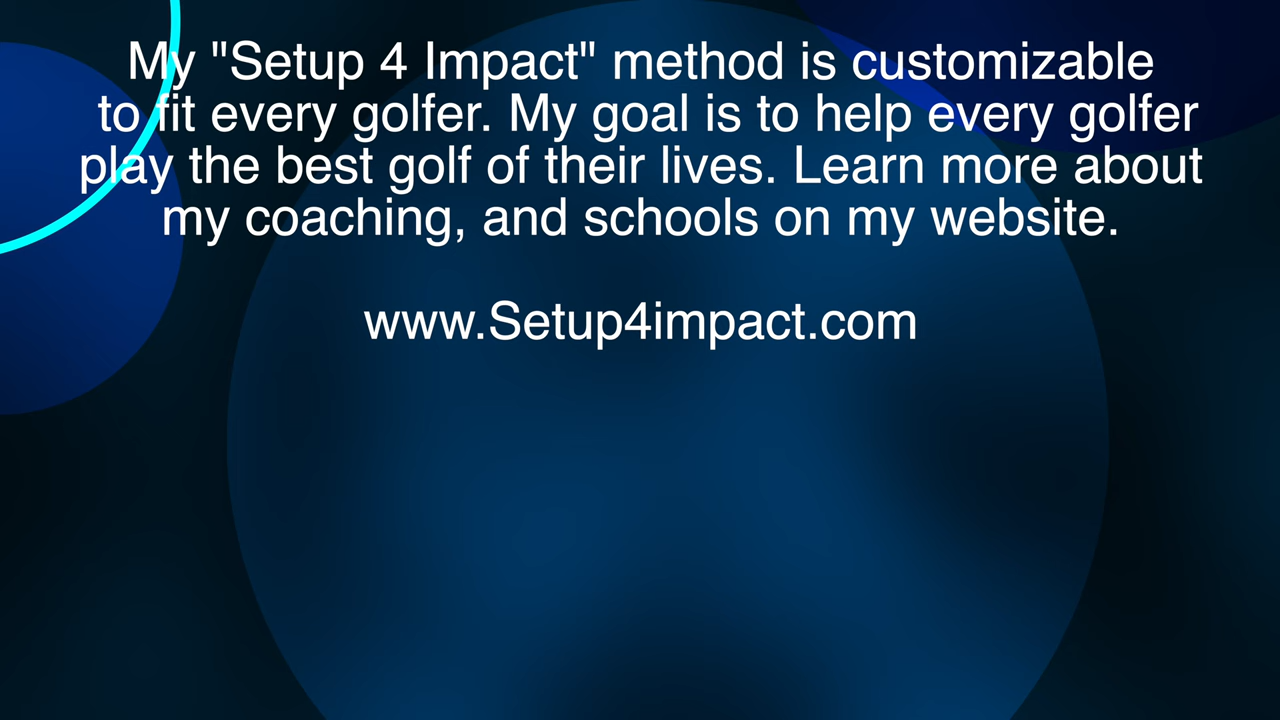 My "Setup 4 Impact" method is customizable
to fit every golfer. My goal is to help every golfer
play the best golf of their lives. Learn more about
my coaching, and schools on my website.
www.Setup4impact.com